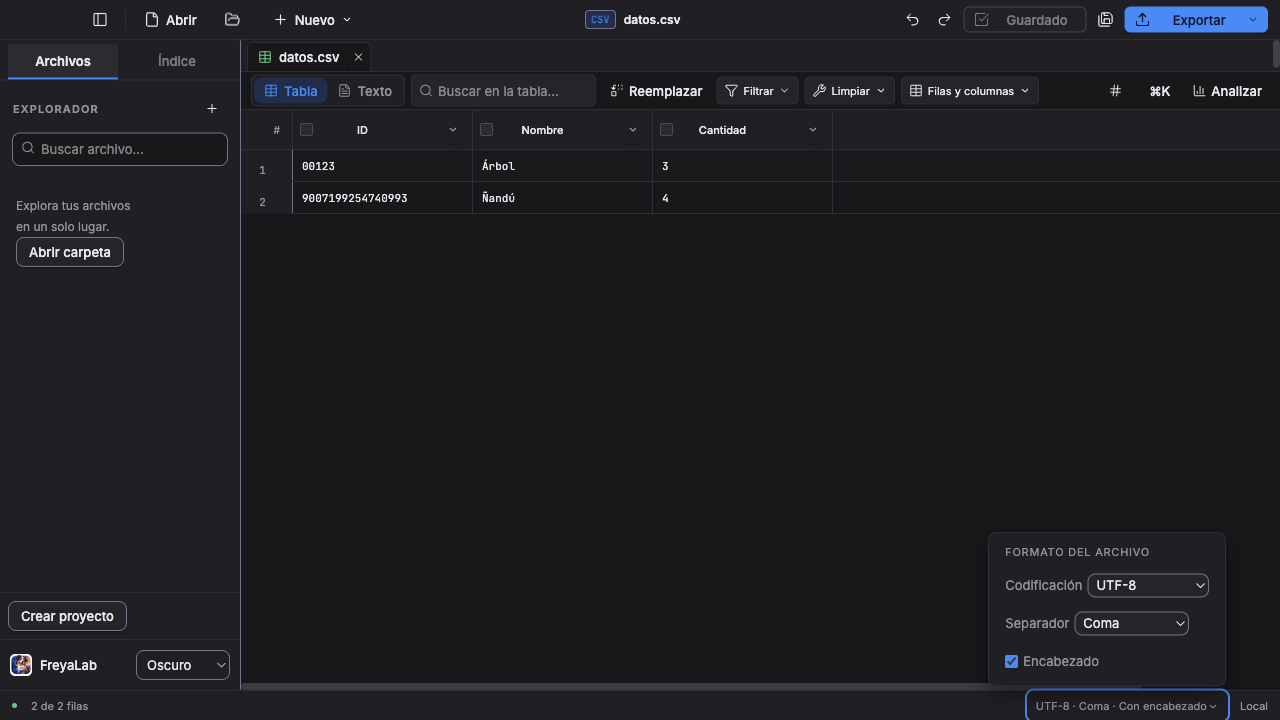 Abrir
Nuevo
CSV datos.csv
Guardado
Exportar
Archivos
Índice
datos.csv
EXPLORADOR
Tabla
Texto
Buscar en la tabla...
Reemplazar
Filtrar
Limpiar
Filas y columnas
#
⌘K
Analizar
Buscar archivo...
# ID Nombre Cantidad
1 00123 Árbol 3
2 9007199254740993 Ñandú 4
Explora tus archivos
en un solo lugar.
Abrir carpeta
FORMATO DEL ARCHIVO
Codificación UTF-8
Separador Coma
Encabezado
Crear proyecto
FreyaLab
Oscuro
2 de 2 filas
UTF-8 · Coma · Con encabezado
Local